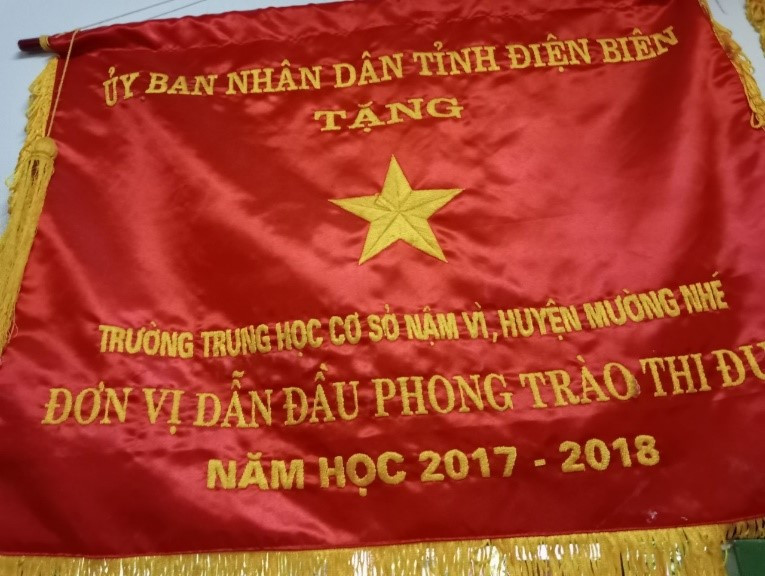 ỦY BAN NHÂN DÂN TỈNH ĐIỆN BIÊN
TẶNG
TRƯỜNG TRUNG HỌC CƠ SỞ NẬM VÌ, HUYỆN MƯỜNG NHÉ
ĐƠN VỊ DẪN ĐẦU PHONG TRÀO THI ĐU
NĂM HỌC 2017 - 2018